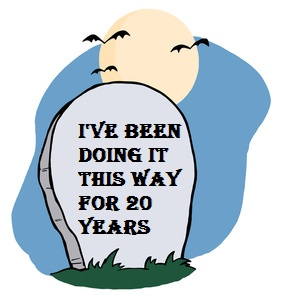 I'VE BEEN
DOING IT
THIS WAY
FOR 20
YEARS